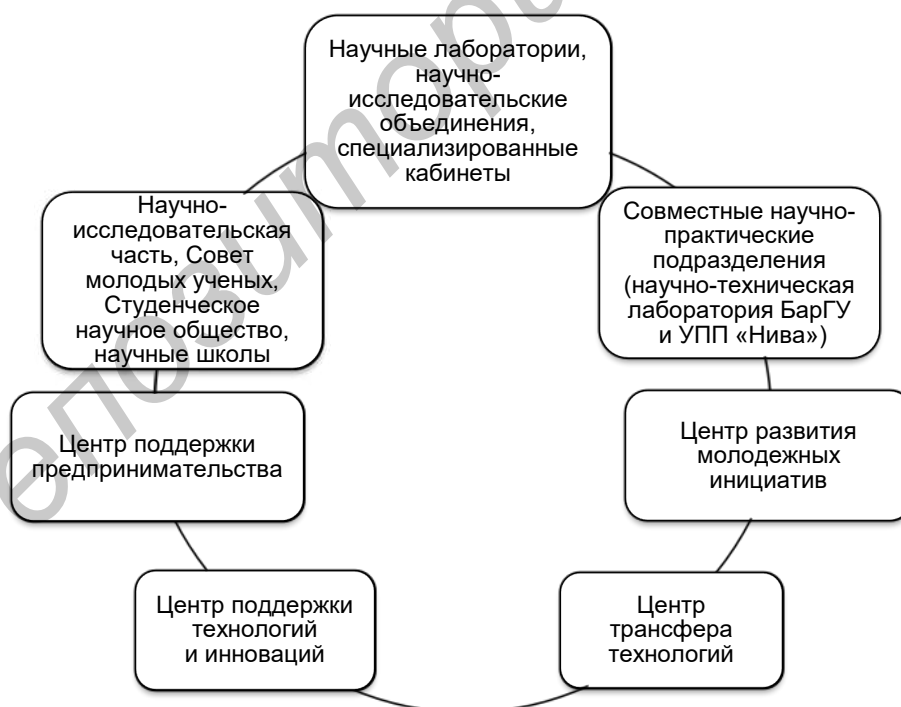 Научные лаборатории,
научно-
исследовательские
объединения,
специализированные
кабинеты
Научно-
исследовательская
часть, Совет
молодых ученых,
Студенческое
научное общество,
научные школы
Совместные научно-
практические
подразделения
(научно-техническая
лаборатория БарГУ
и УПП «Нива»)
Центр поддержки
предпринимательства
Центр развития
молодежных
инициатив
Центр поддержки
технологий
и инноваций
Центр
трансфера
технологий